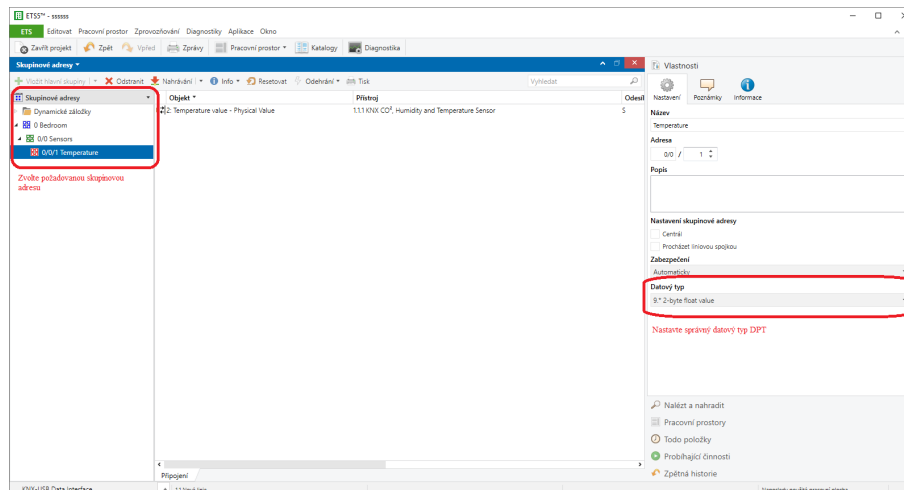 ETS5™ - ssssss
ETS Editovat Pracovní prostor Zprovozňování Diagnostiky Aplikace Okno
Zavřít projekt Zpět Vpřed Zprávy Pracovní prostor Katalogy Diagnostika
Skupinové adresy
Vložit hlavní skupiny Odstranit Nahrávání Info Resetovat Odehrání Tisk Vyhledat
Skupinové adresy
Dynamické záložky
0 Bedroom
0/0 Sensors
0/0/1 Temperature
Zvolte požadovanou skupinovou
adresu
Objekt * Přístroj Odesíl
2: Temperature value - Physical Value 1.1.1 KNX CO², Humidity and Temperature Sensor S
Připojení
Vlastnosti
Nastavení Poznámky Informace
Název
Temperature
Adresa
0/0 / 1
Popis
Nastavení skupinové adresy
Centrál
Procházet liniovou spojkou
Zabezpečení
Automaticky
Datový typ
9.* 2-byte float value
Nastavte správný datový typ DPT
Nalézt a nahradit
Pracovní prostory
Todo položky
Probíhající činnosti
Zpětná historie
KNX-USB Data Interface